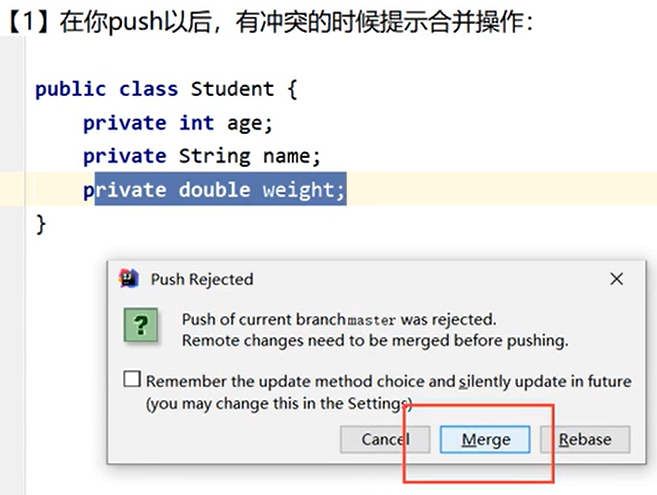 【1】在你push以后，有冲突的时候提示合并操作：
public class Student {
    private int age;
    private String name;
    private double weight;
}
Push Rejected
Push of current branch master was rejected.
Remote changes need to be merged before pushing.
Remember the update method choice and silently update in future
(you may change this in the Settings)
Cancel Merge Rebase